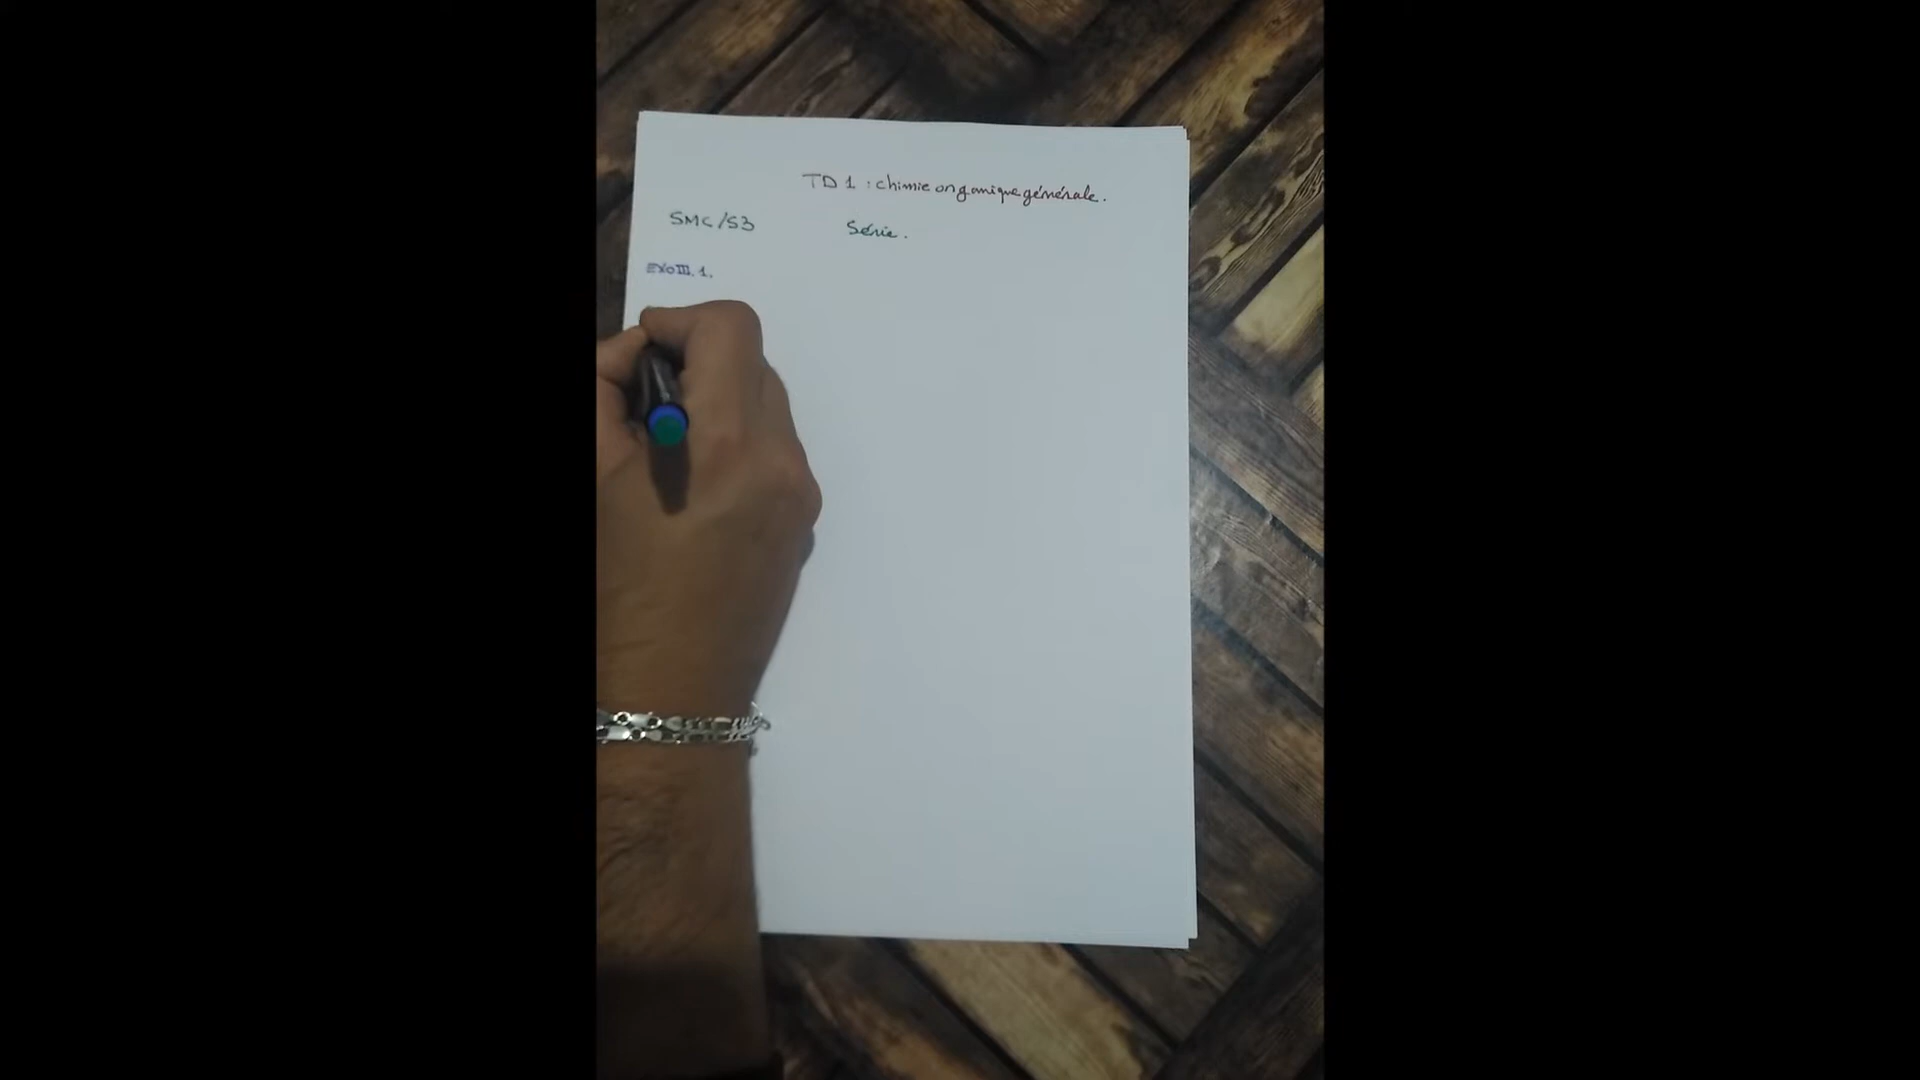 TD 1 : chimie organique générale.
SMC/S3 Série.
EXO III. 1.